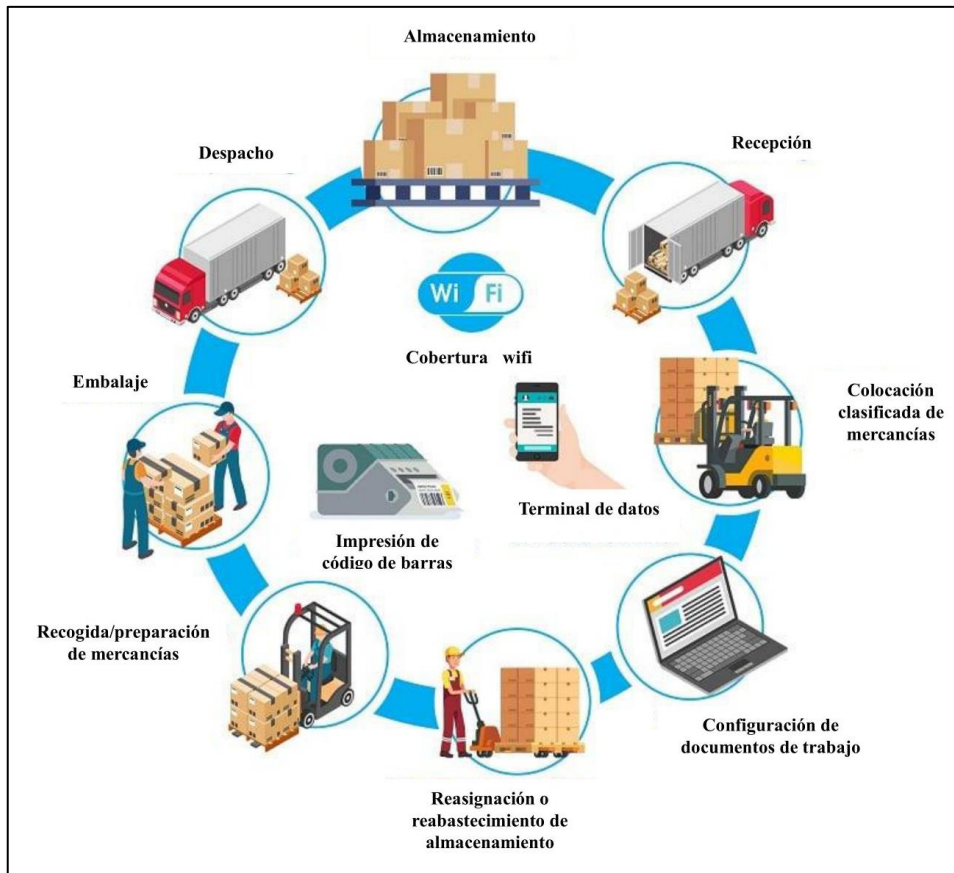 Almacenamiento
Recepción
Despacho
Wi Fi
Cobertura wifi
Embalaje
Colocación
clasificada de
mercancías
Terminal de datos
Impresión de
código de barras
Recogida/preparación
de mercancías
Configuración de
documentos de trabajo
Reasignación o
reabastecimiento de
almacenamiento